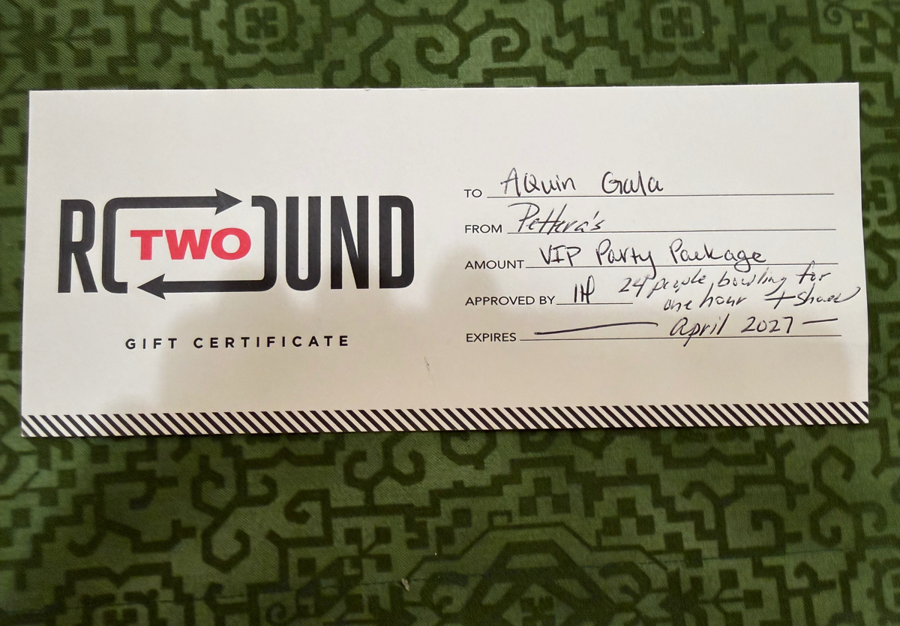 ROUND
TWO
GIFT CERTIFICATE
TO AQuin Gala
FROM
AMOUNT VIP Party Package
24 people bowling for
APPROVED BY one hour + shoes
EXPIRES April 2027